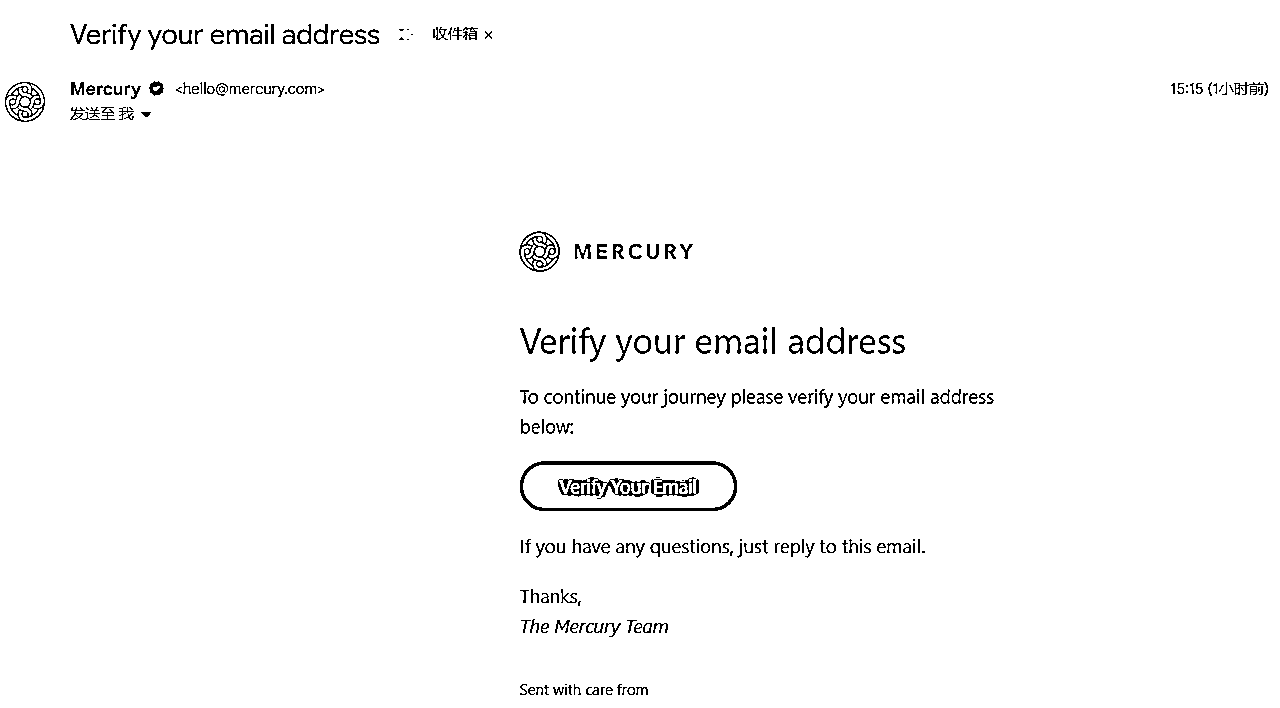 Verify your email address 收件箱 ×
Mercury <hello@mercury.com> 15:15 (1小时前)
发送至 我
MERCURY
Verify your email address
To continue your journey please verify your email address
below:
Verify Your Email
If you have any questions, just reply to this email.
Thanks,
The Mercury Team
Sent with care from